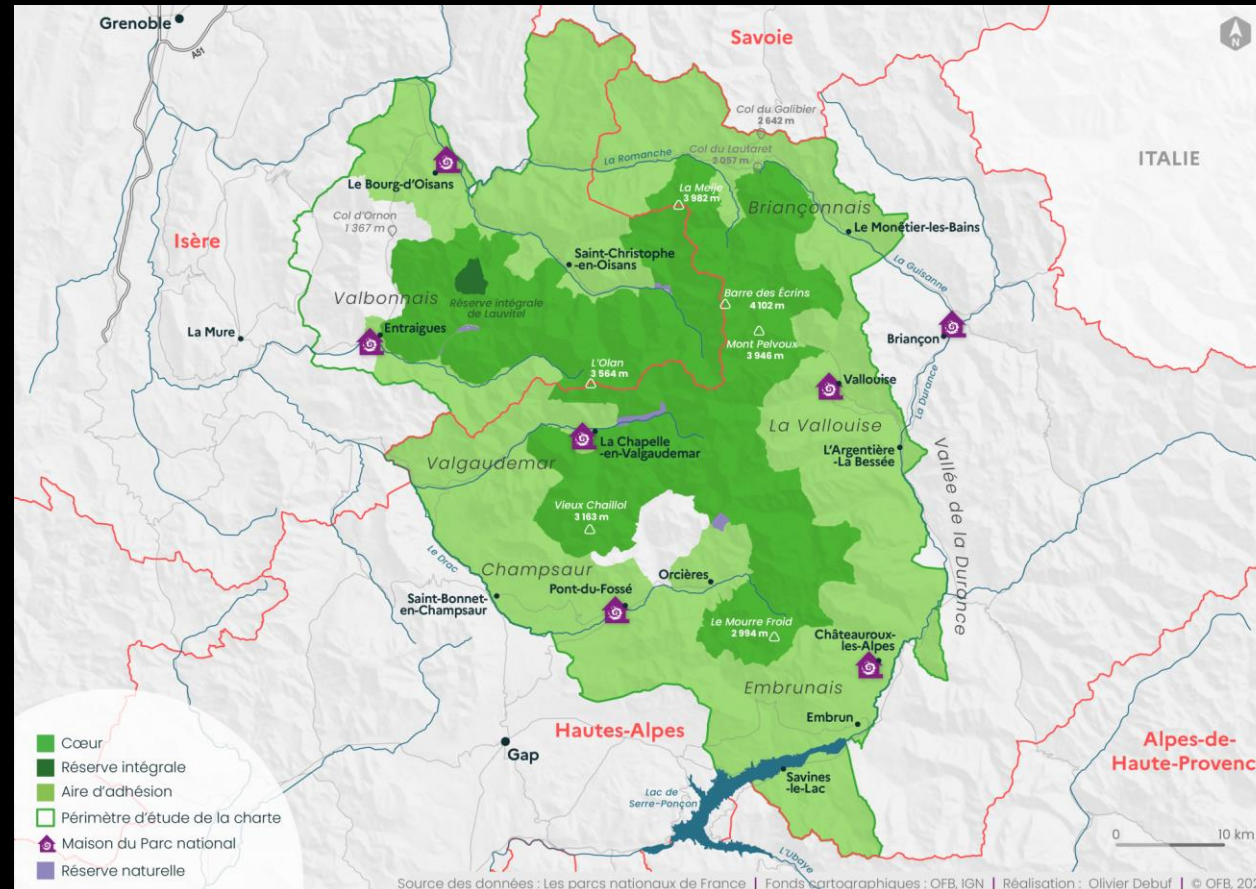 Grenoble
A51
Savoie
N
Col du Galibier
2 642 m
ITALIE
La Romanche
Col du Lautaret
2 057 m
Le Bourg-d'Oisans
La Meije
3 982 m
Briançonnais
Col d'Ornon
1 367 m
Le Monêtier-les-Bains
Isère
Saint-Christophe
-en-Oisans
La Guisanne
Valbonnais
Réserve intégrale
de Lauvitel
Barre des Écrins
4 102 m
La Mure
Entraigues
Mont Pelvoux
3 946 m
Briançon
L'Olan
3 564 m
Vallouise
La Durance
La Vallouise
La Chapelle
-en-Valgaudemar
L'Argentière
-La Bessée
Valgaudemar
Vallée de la Durance
Vieux Chaillol
3 163 m
Le Drac
Champsaur
Orcières
Saint-Bonnet-
en-Champsaur
Pont-du-Fossé
Le Mourre Froid
2 994 m
Châteauroux-
les-Alpes
Embrunais
Embrun
Hautes-Alpes
Gap
Alpes-de-
Haute-Provenc
Savines
-le-Lac
Lac de
Serre-Ponçon
L'Ubaye
0 10 km
Cœur
Réserve intégrale
Aire d'adhésion
Périmètre d'étude de la charte
Maison du Parc national
Réserve naturelle
Source des données : Les parcs nationaux de France | Fonds cartographiques : OFB, IGN | Réalisation : Olivier Debuf | © OFB, 20